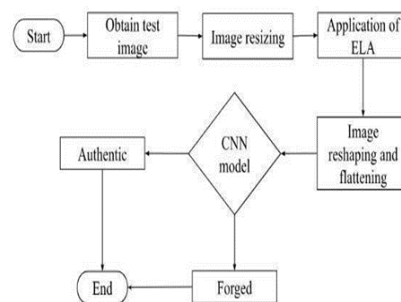 Start
Obtain test
image
Image resizing
Application of
ELA
Image
reshaping and
flattening
CNN
model
Authentic
Forged
End